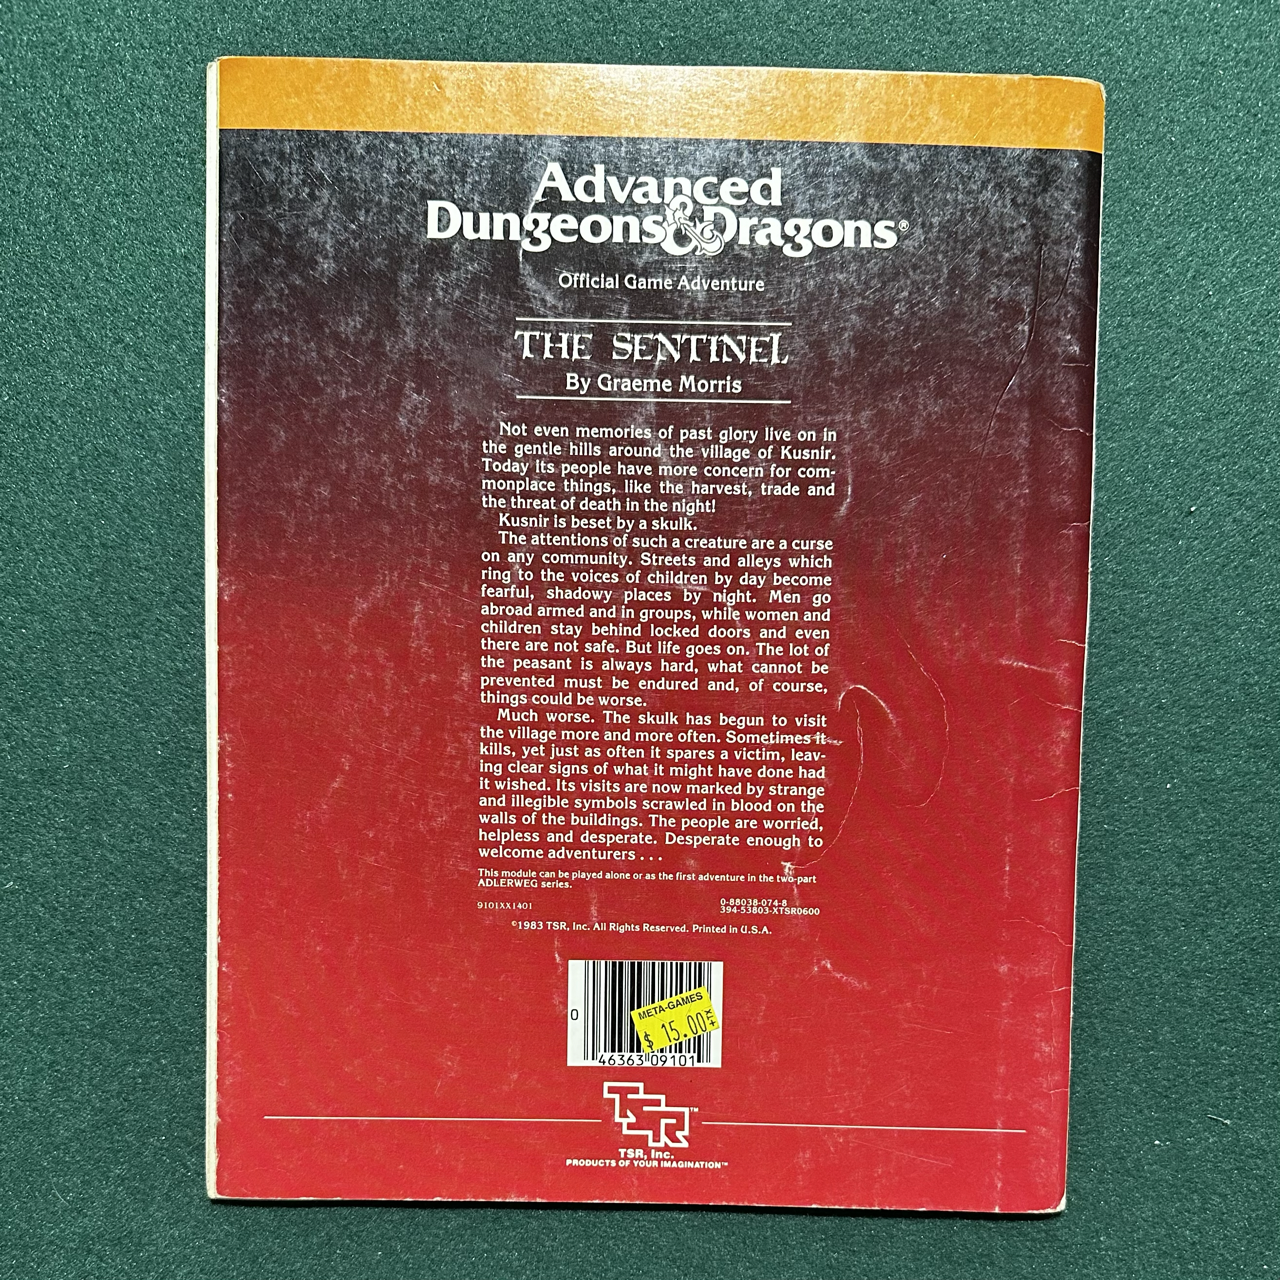 Advanced
Dungeons & Dragons®
Official Game Adventure
THE SENTINEL
By Graeme Morris
Not even memories of past glory live on in
the gentle hills around the village of Kusnir.
Today its people have more concern for com-
monplace things, like the harvest, trade and
the threat of death in the night!
Kusnir is beset by a skulk.
The attentions of such a creature are a curse
on any community. Streets and alleys which
ring to the voices of children by day become
fearful, shadowy places by night. Men go
abroad armed and in groups, while women and
children stay behind locked doors and even
there are not safe. But life goes on. The lot of
the peasant is always hard, what cannot be
prevented must be endured and, of course,
things could be worse.
Much worse. The skulk has begun to visit
the village more and more often. Sometimes it
kills, yet just as often it spares a victim, leav-
ing clear signs of what it might have done had
it wished. Its visits are now marked by strange
and illegible symbols scrawled in blood on the
walls of the buildings. The people are worried,
helpless and desperate. Desperate enough to
welcome adventurers . . .
This module can be played alone or as the first adventure in the two-part
ADLERWEG series.
9101XX1401
0-88038-074-8
394-53803-XTSR0600
©1983 TSR, Inc. All Rights Reserved. Printed in U.S.A.
META-GAMES
$ 15.00 +tx
0
46363 09101
TSR™
TSR, Inc.
PRODUCTS OF YOUR IMAGINATION™